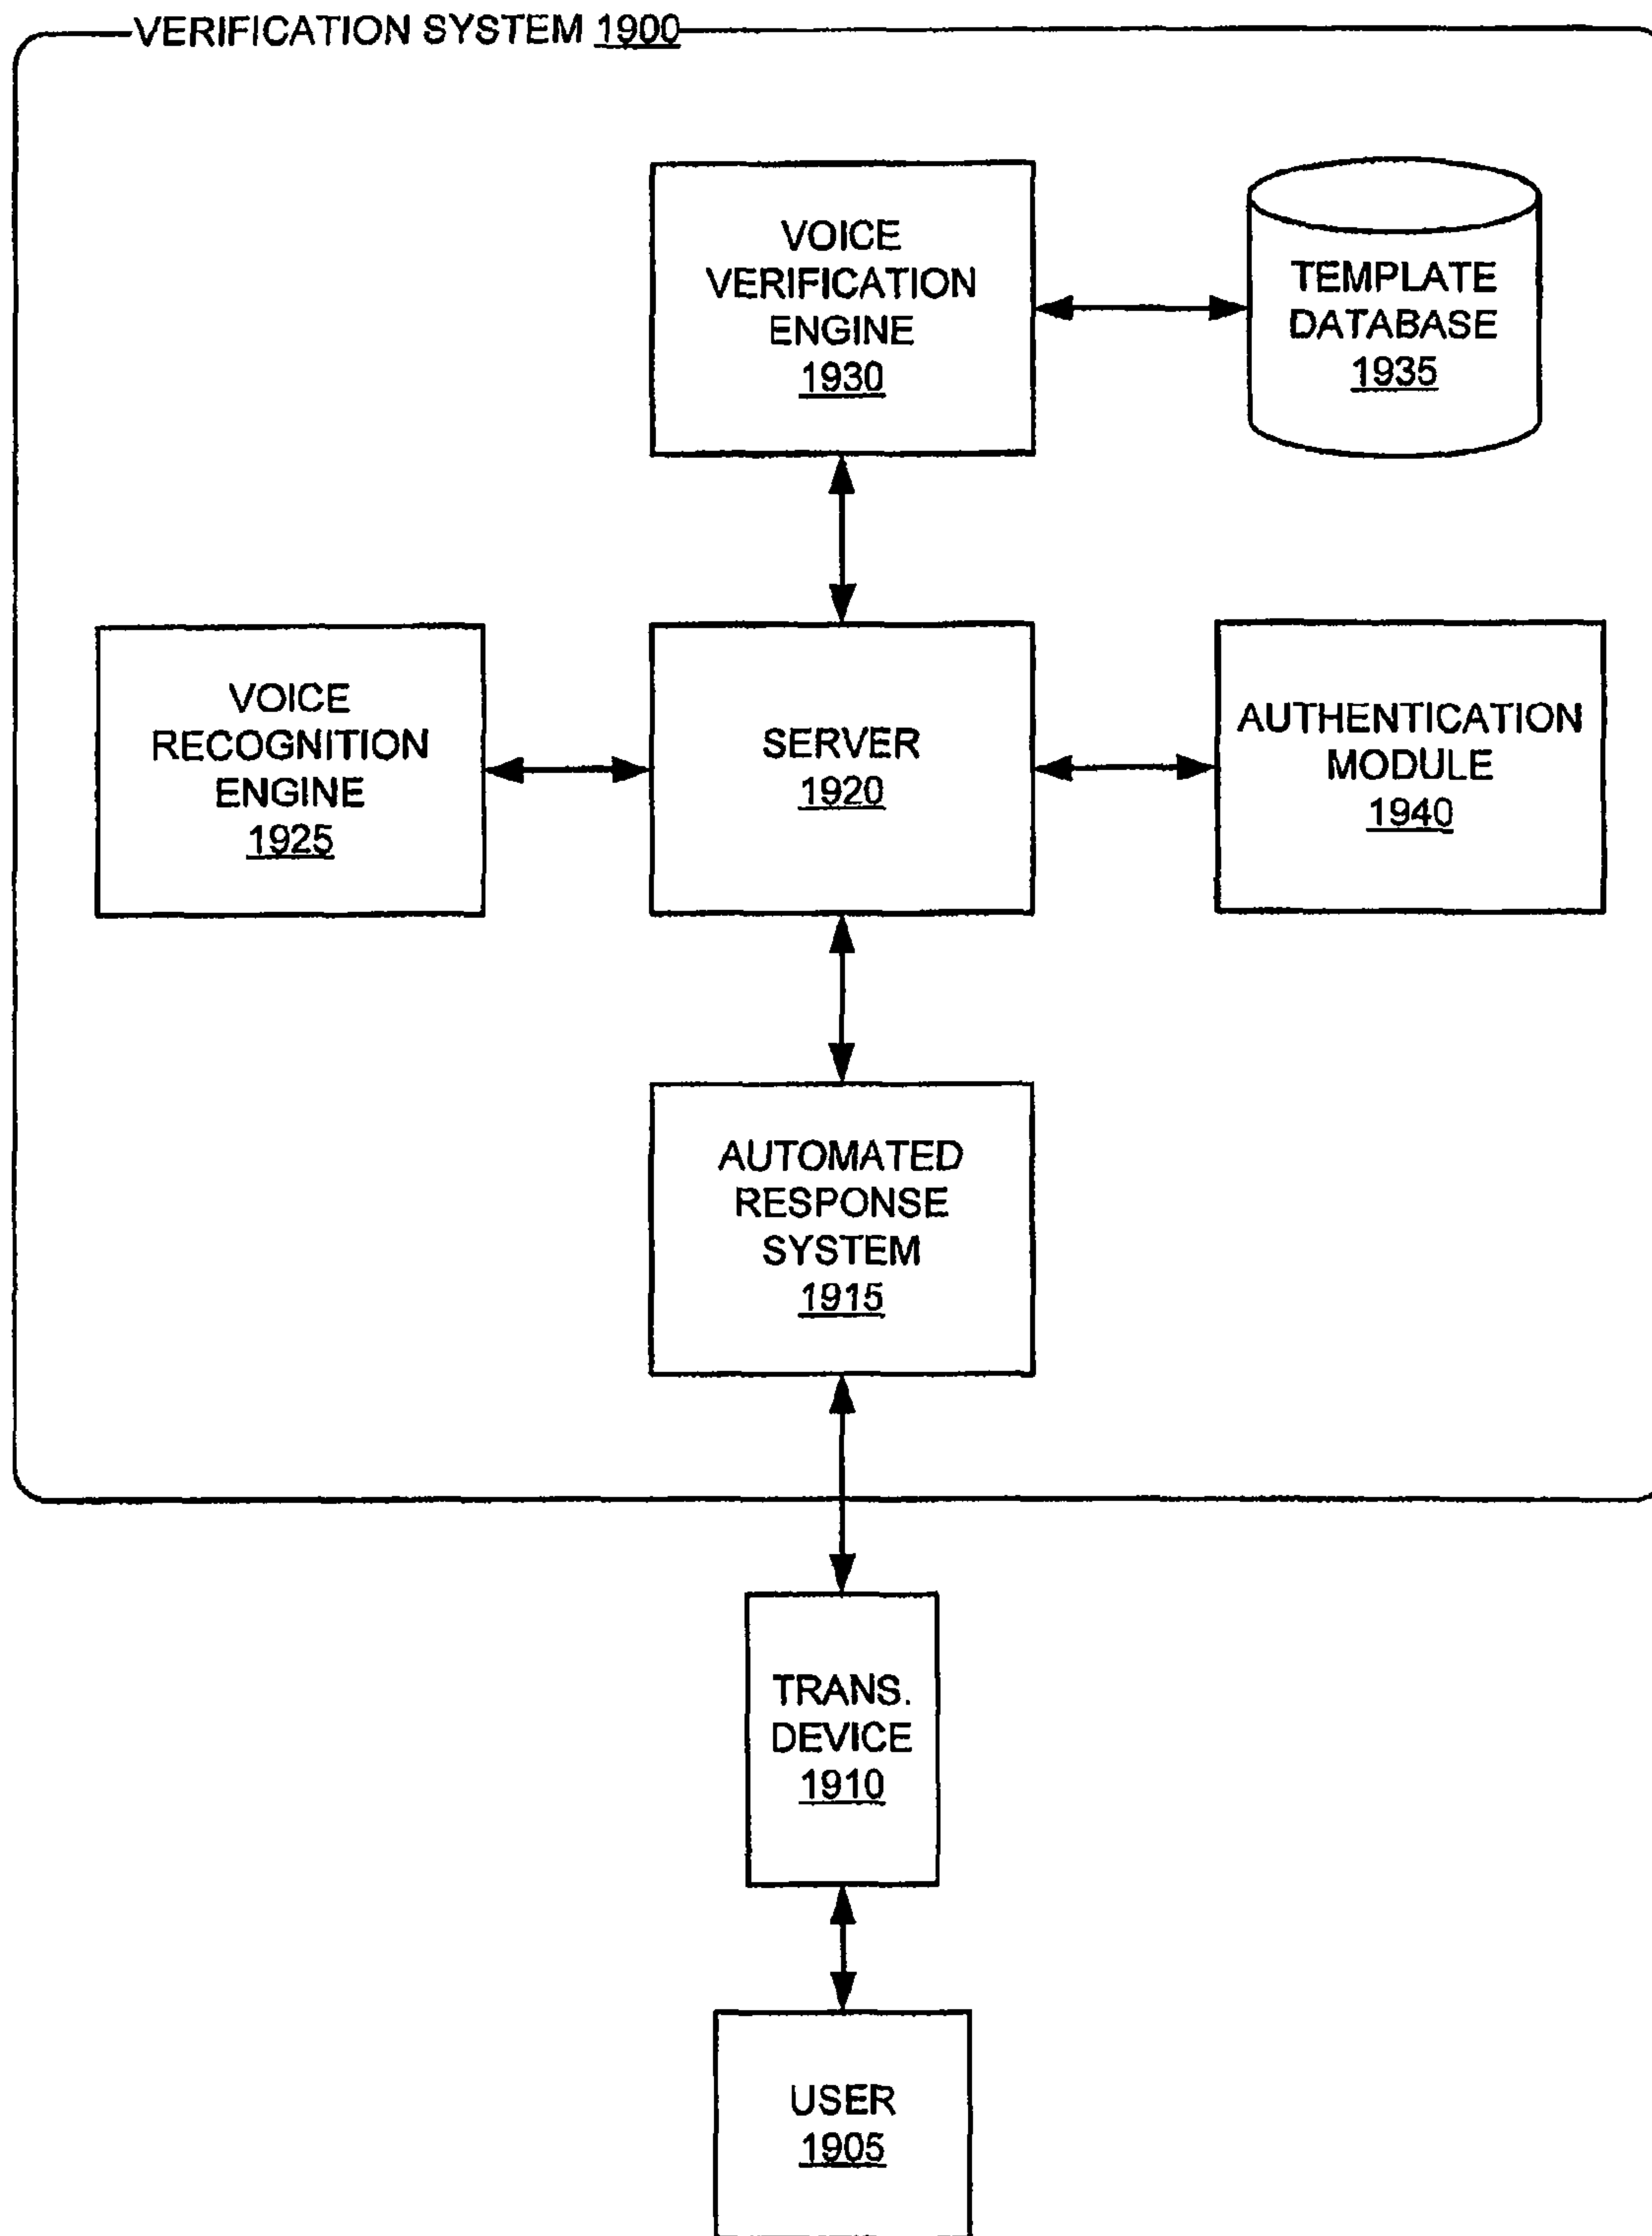 VERIFICATION SYSTEM 1900
VOICE
VERIFICATION
ENGINE
1930
TEMPLATE
DATABASE
1935
VOICE
RECOGNITION
ENGINE
1925
SERVER
1920
AUTHENTICATION
MODULE
1940
AUTOMATED
RESPONSE
SYSTEM
1915
TRANS.
DEVICE
1910
USER
1905